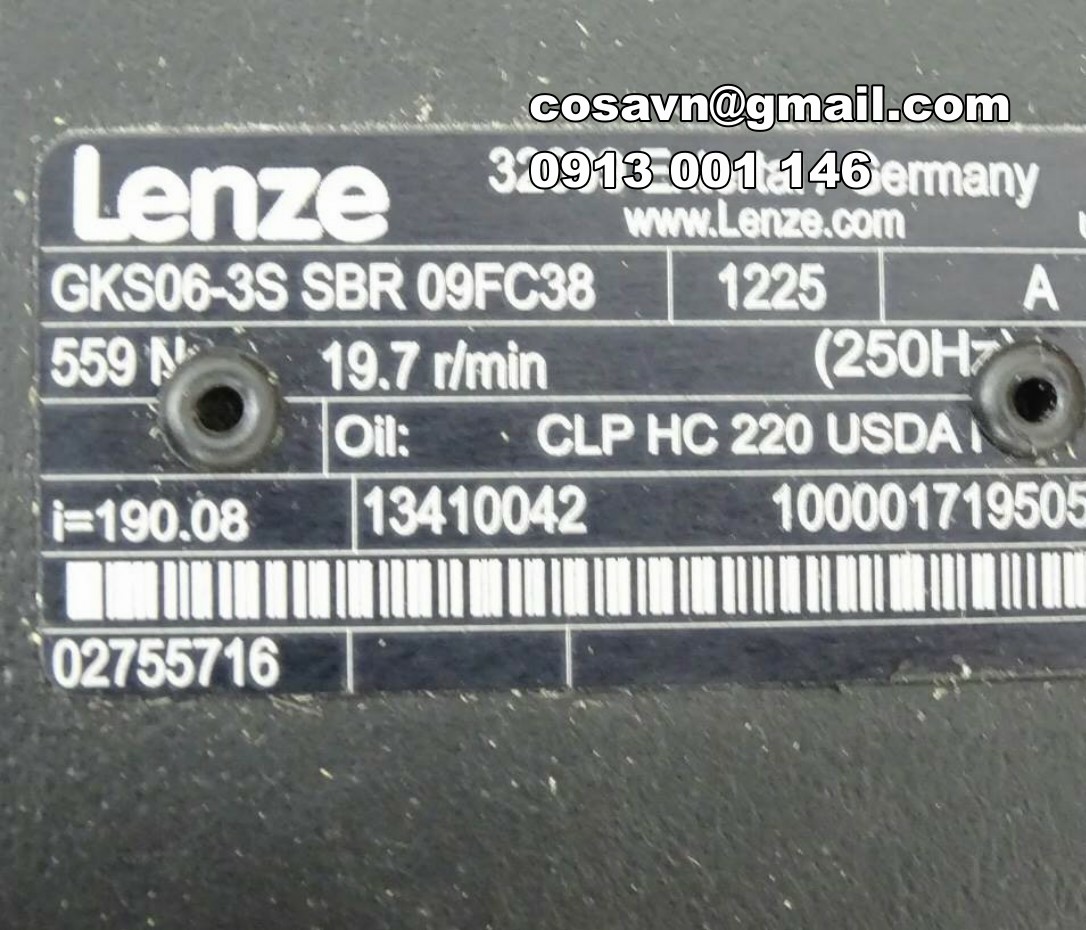 cosavn@gmail.com
0913 001 146
Lenze
Germany
www.Lenze.com
GKS06-3S SBR 09FC38 1225 A
559 19.7 r/min (250Hz)
Oil: CLP HC 220 USDA
i=190.08 13410042 100001719505
02755716